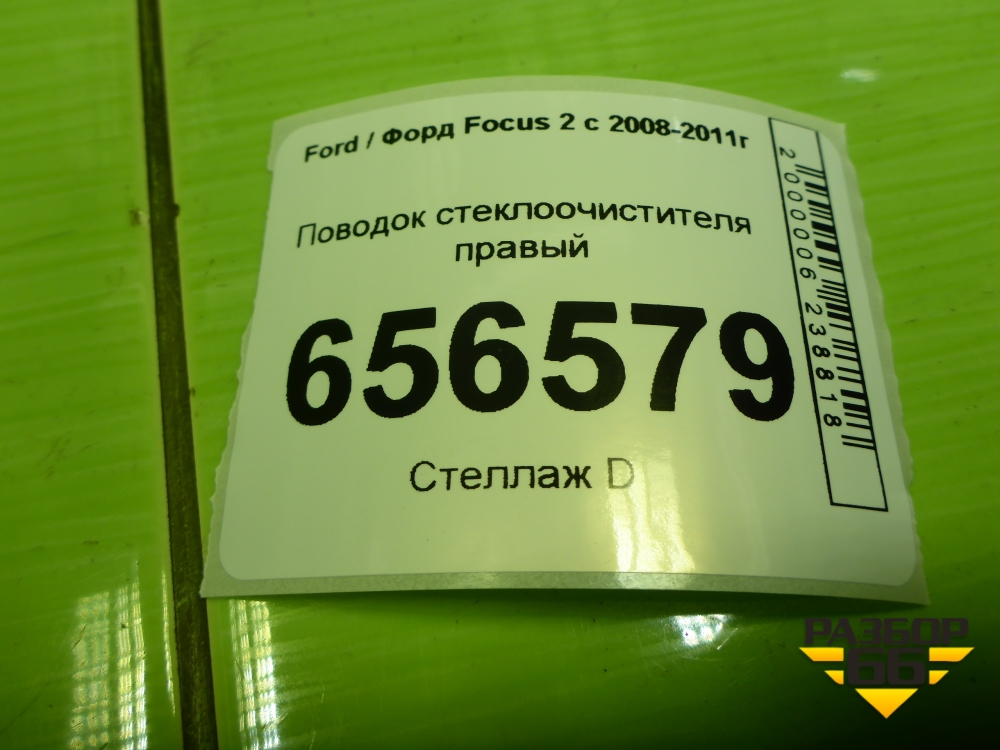 Ford / Форд Focus 2 с 2008-2011г
Поводок стеклоочистителя
правый
656579
Стеллаж D
2000006238818
РАЗБОР
66